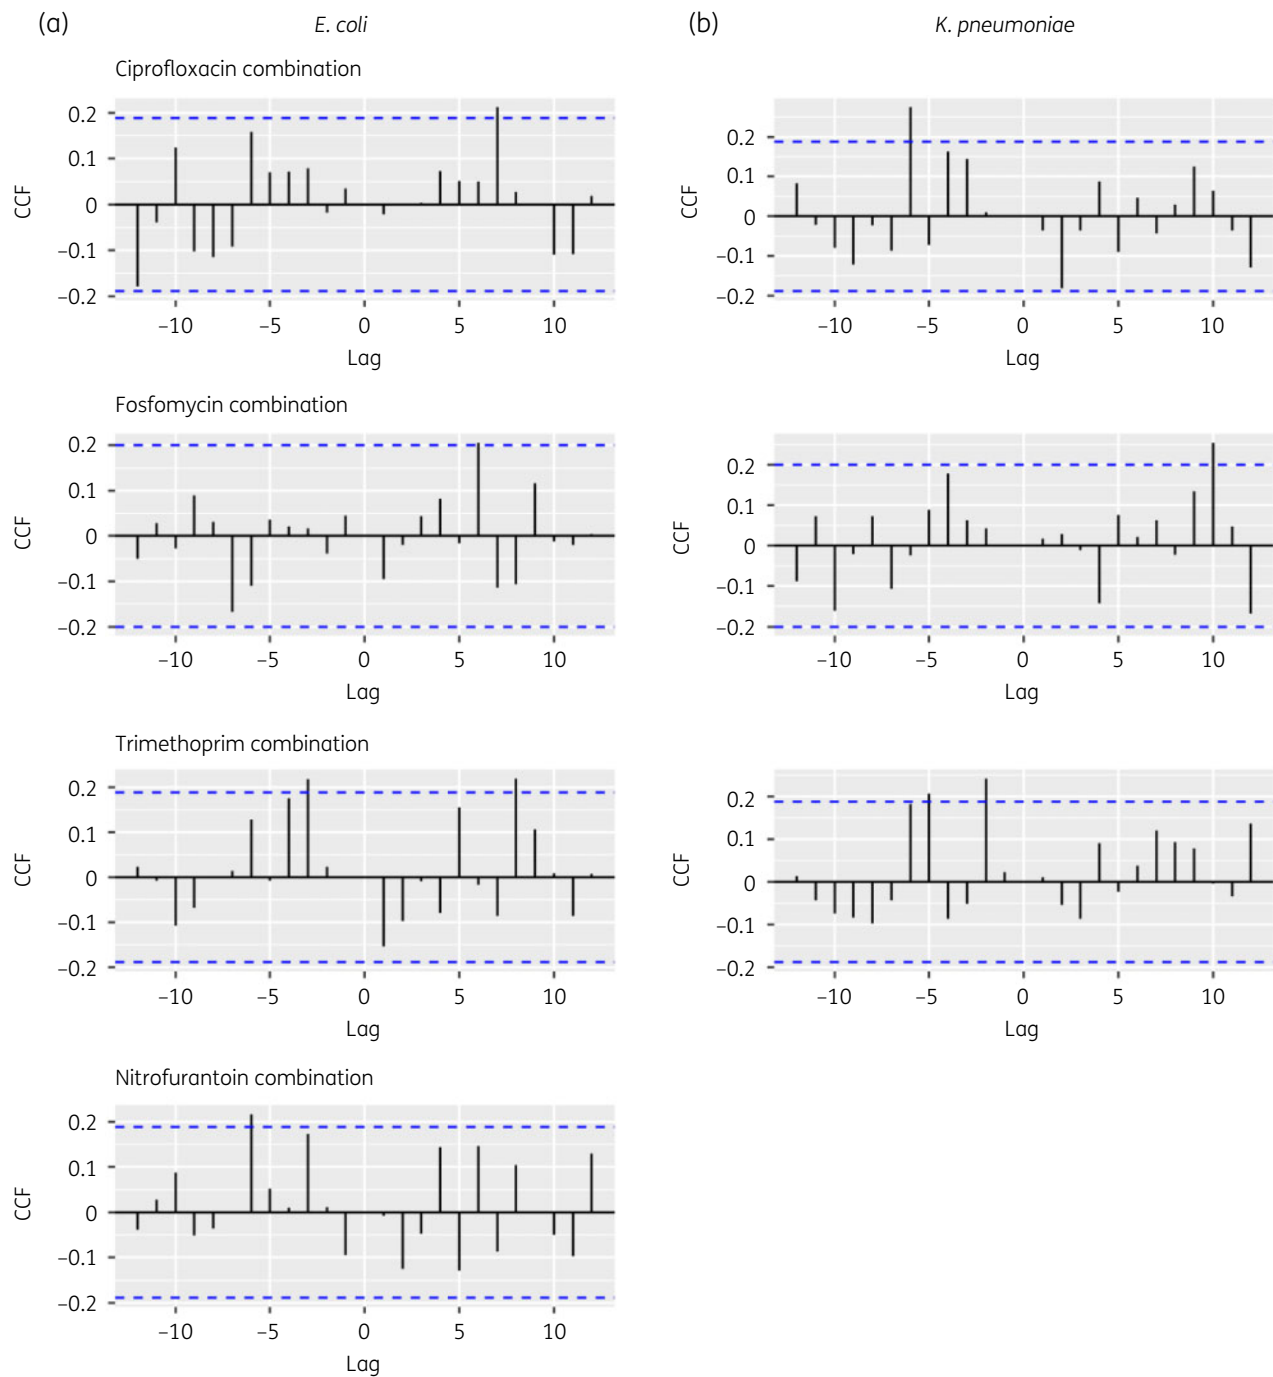 (a) E. coli (b) K. pneumoniae
Ciprofloxacin combination
0.2
0.1
0
−0.1
−0.2
CCF
−10 −5 0 5 10
Lag
0.2
0.1
0
−0.1
−0.2
CCF
−10 −5 0 5 10
Lag
Fosfomycin combination
0.2
0.1
0
−0.1
−0.2
CCF
−10 −5 0 5 10
Lag
0.2
0.1
0
−0.1
−0.2
CCF
−10 −5 0 5 10
Lag
Trimethoprim combination
0.2
0.1
0
−0.1
−0.2
CCF
−10 −5 0 5 10
Lag
0.2
0.1
0
−0.1
−0.2
CCF
−10 −5 0 5 10
Lag
Nitrofurantoin combination
0.2
0.1
0
−0.1
−0.2
CCF
−10 −5 0 5 10
Lag